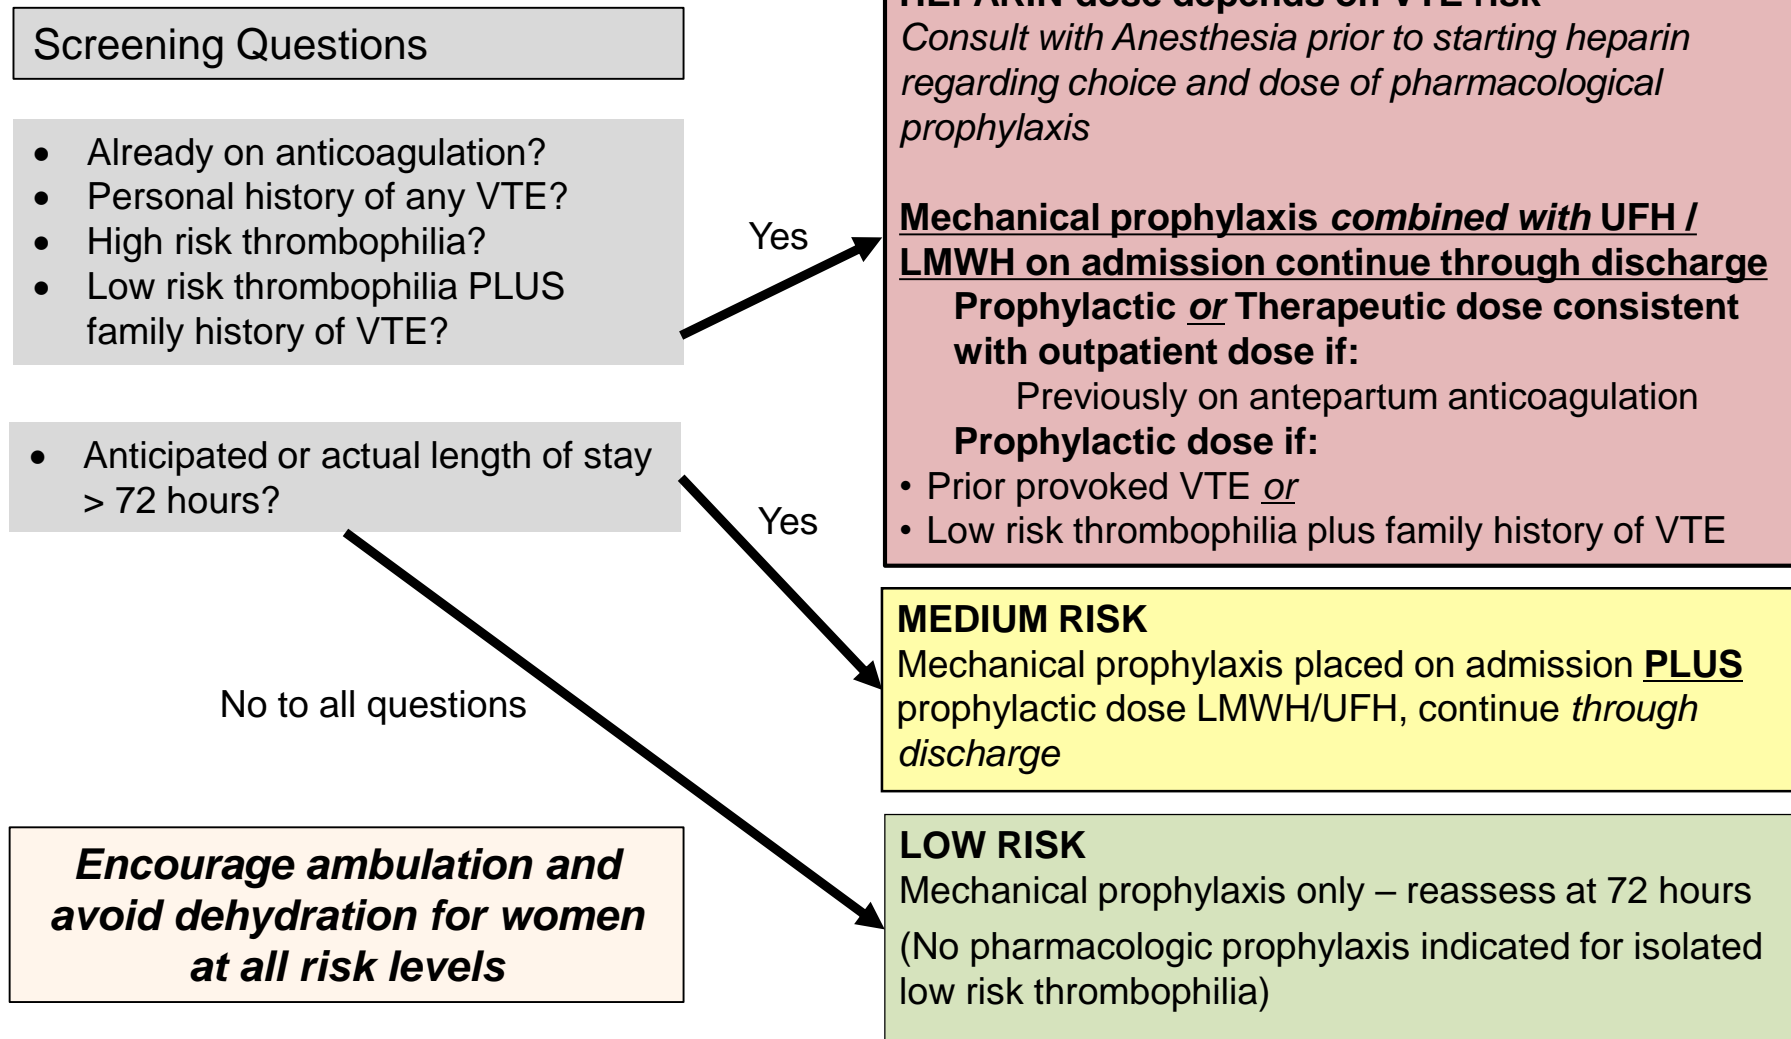 Screening Questions
• Already on anticoagulation?
• Personal history of any VTE?
• High risk thrombophilia?
• Low risk thrombophilia PLUS
family history of VTE?
Yes
• Anticipated or actual length of stay
> 72 hours?
Yes
No to all questions
Encourage ambulation and
avoid dehydration for women
at all risk levels
HEPARIN dose depends on VTE risk
Consult with Anesthesia prior to starting heparin
regarding choice and dose of pharmacological
prophylaxis
Mechanical prophylaxis combined with UFH /
LMWH on admission continue through discharge
Prophylactic or Therapeutic dose consistent
with outpatient dose if:
Previously on antepartum anticoagulation
Prophylactic dose if:
• Prior provoked VTE or
• Low risk thrombophilia plus family history of VTE
MEDIUM RISK
Mechanical prophylaxis placed on admission PLUS
prophylactic dose LMWH/UFH, continue through
discharge
LOW RISK
Mechanical prophylaxis only – reassess at 72 hours
(No pharmacologic prophylaxis indicated for isolated
low risk thrombophilia)